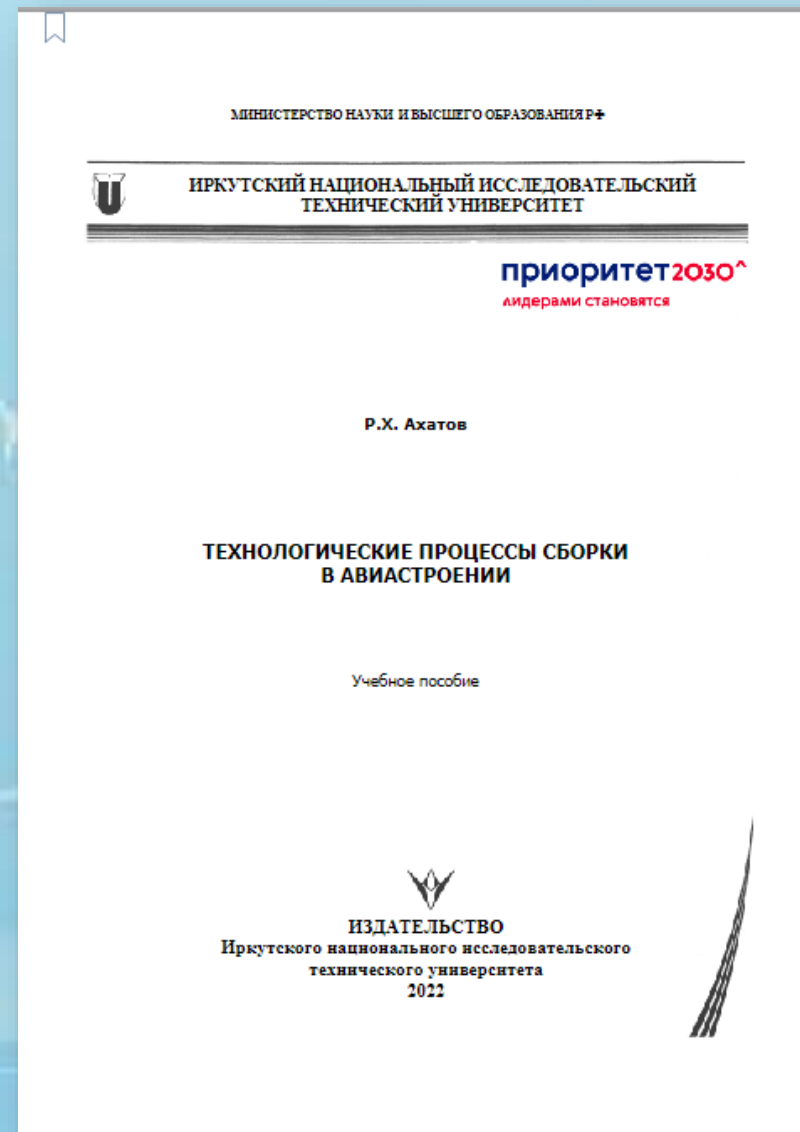 МИНИСТЕРСТВО НАУКИ И ВЫСШЕГО ОБРАЗОВАНИЯ РФ
ИРКУТСКИЙ НАЦИОНАЛЬНЫЙ ИССЛЕДОВАТЕЛЬСКИЙ
ТЕХНИЧЕСКИЙ УНИВЕРСИТЕТ
приоритет2030^
лидерами становятся
Р.Х. Ахатов
ТЕХНОЛОГИЧЕСКИЕ ПРОЦЕССЫ СБОРКИ
В АВИАСТРОЕНИИ
Учебное пособие
ИЗДАТЕЛЬСТВО
Иркутского национального исследовательского
технического университета
2022